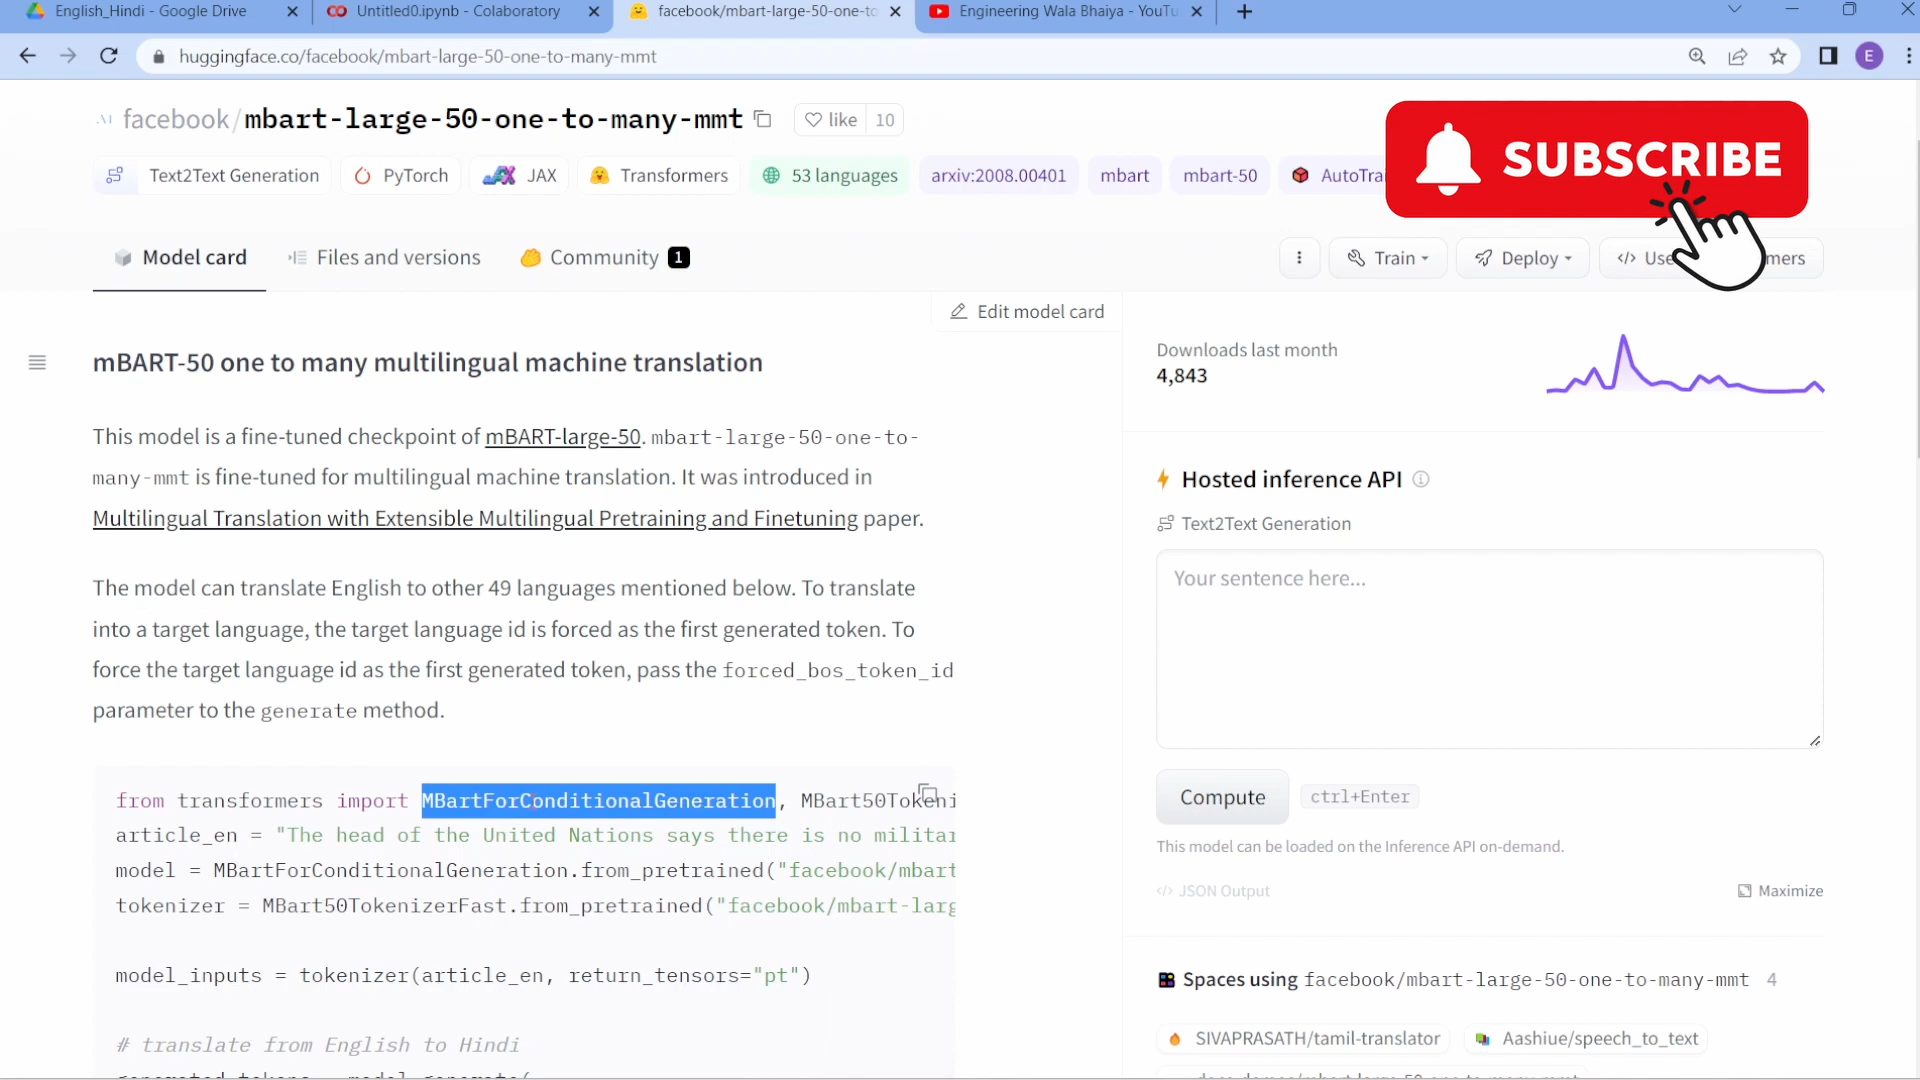 English_Hindi - Google Drive
Untitled0.ipynb - Colaboratory
facebook/mbart-large-50-one-to
Engineering Wala Bhaiya - YouTu
huggingface.co/facebook/mbart-large-50-one-to-many-mmt
E
facebook/mbart-large-50-one-to-many-mmt
like 10
SUBSCRIBE
Text2Text Generation PyTorch JAX Transformers 53 languages arxiv:2008.00401 mbart mbart-50 AutoTra
Model card Files and versions Community 1
Train Deploy </> Use mers
Edit model card
mBART-50 one to many multilingual machine translation
This model is a fine-tuned checkpoint of mBART-large-50. mbart-large-50-one-to-
many-mmt is fine-tuned for multilingual machine translation. It was introduced in
Multilingual Translation with Extensible Multilingual Pretraining and Finetuning paper.
The model can translate English to other 49 languages mentioned below. To translate
into a target language, the target language id is forced as the first generated token. To
force the target language id as the first generated token, pass the forced_bos_token_id
parameter to the generate method.
from transformers import MBartForConditionalGeneration, MBart50Tokeni
article_en = "The head of the United Nations says there is no militar
model = MBartForConditionalGeneration.from_pretrained("facebook/mbart
tokenizer = MBart50TokenizerFast.from_pretrained("facebook/mbart-larg
model_inputs = tokenizer(article_en, return_tensors="pt")
# translate from English to Hindi
generated_tokens = model.generate(
Downloads last month
4,843
Hosted inference API
Text2Text Generation
Your sentence here...
Compute ctrl+Enter
This model can be loaded on the Inference API on-demand.
</> JSON Output Maximize
Spaces using facebook/mbart-large-50-one-to-many-mmt 4
SIVAPRASATH/tamil-translator Aashiue/speech_to_text